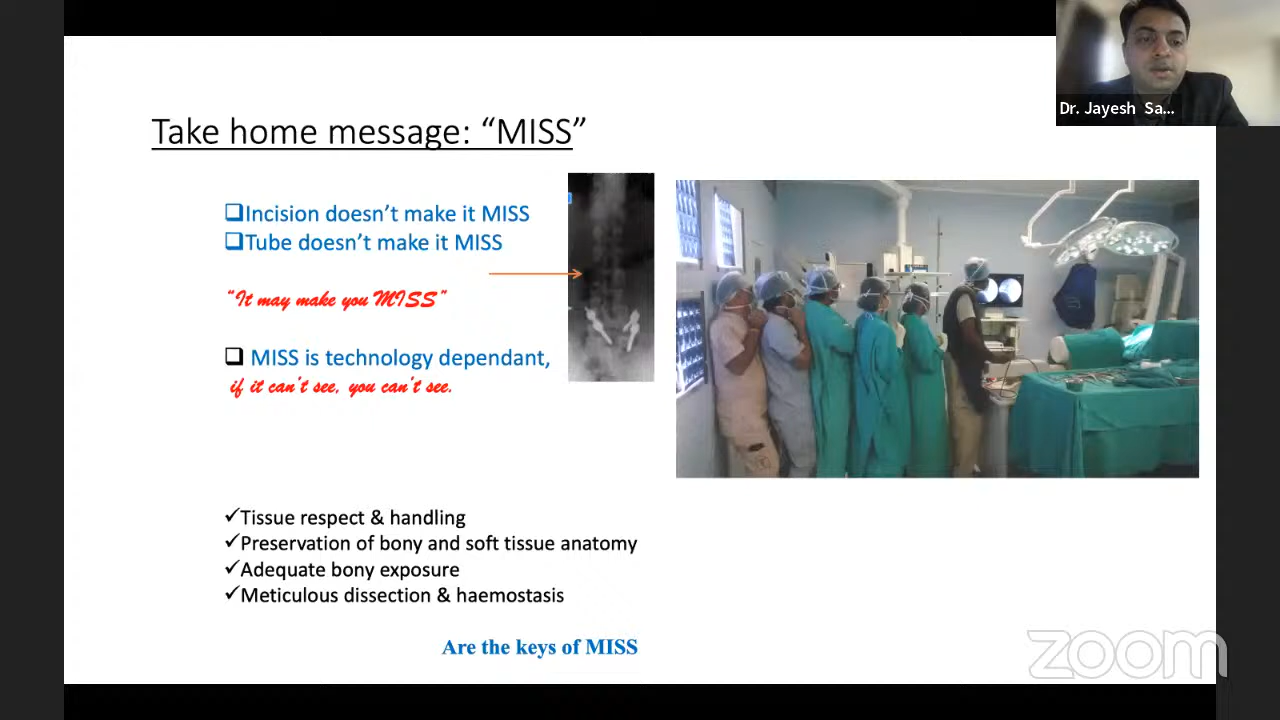 Dr. Jayesh Sa...
Take home message: “MISS”
❑Incision doesn’t make it MISS
❑Tube doesn’t make it MISS
“It may make you MISS”
❑ MISS is technology dependant,
if it can’t see, you can’t see.
✓Tissue respect & handling
✓Preservation of bony and soft tissue anatomy
✓Adequate bony exposure
✓Meticulous dissection & haemostasis
Are the keys of MISS
zoom